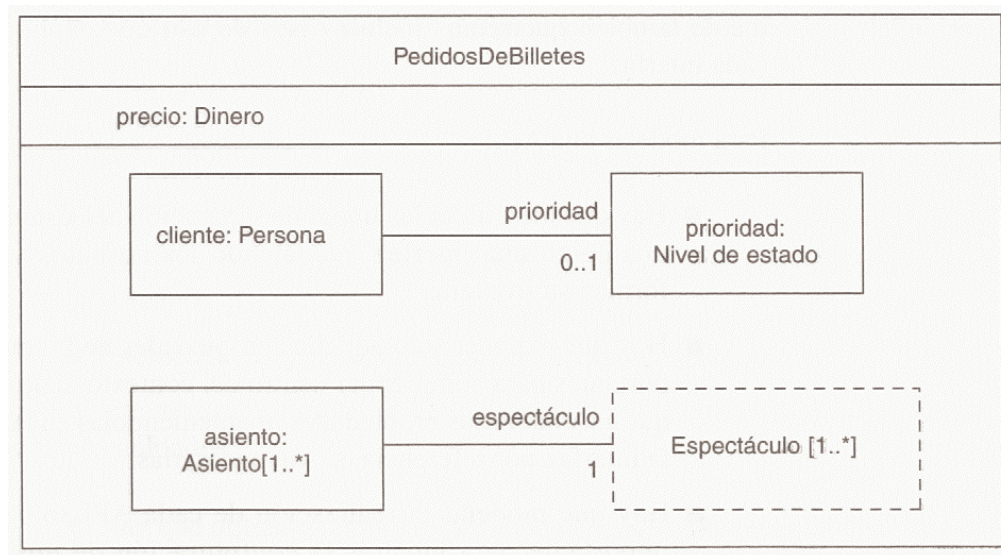 PedidosDeBilletes
precio: Dinero
cliente: Persona
prioridad
0..1
prioridad:
Nivel de estado
asiento:
Asiento[1..*]
espectáculo
1
Espectáculo [1..*]